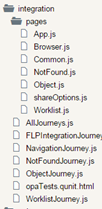 integration
pages
App.js
Browser.js
Common.js
NotFound.js
Object.js
shareOptions.js
Worklist.js
AllJourneys.js
FLPIntegrationJourney
NavigationJourney.js
NotFoundJourney.js
ObjectJourney.js
opaTests.qunit.html
WorklistJourney.js